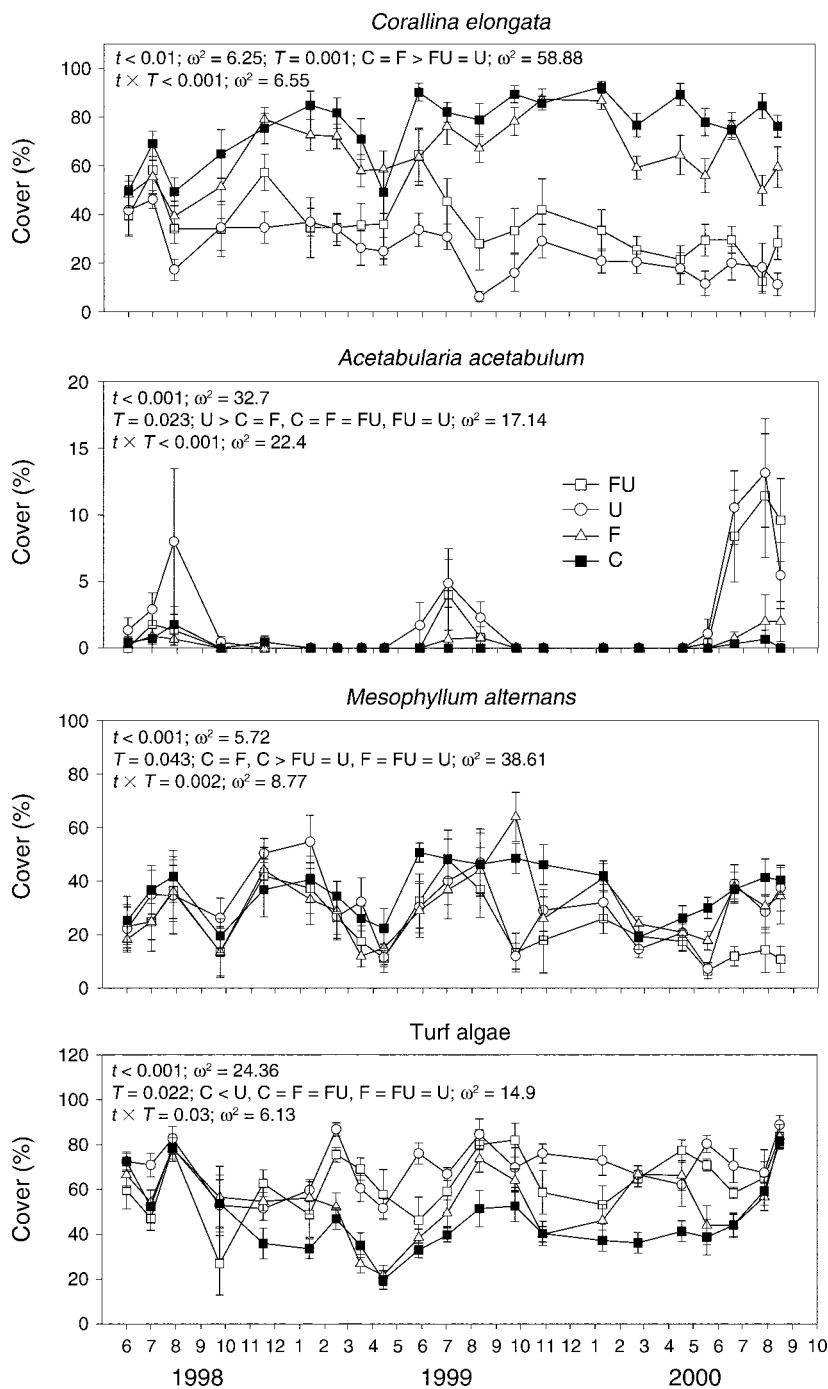 Corallina elongata
t < 0.01; ω² = 6.25; T = 0.001; C = F > FU = U; ω² = 58.88
t × T < 0.001; ω² = 6.55
100
80
60
40
20
0
Cover (%)
Acetabularia acetabulum
t < 0.001; ω² = 32.7
T = 0.023; U > C = F, C = F = FU, FU = U; ω² = 17.14
t × T < 0.001; ω² = 22.4
FU
U
F
C
20
15
10
5
0
Cover (%)
Mesophyllum alternans
t < 0.001; ω² = 5.72
T = 0.043; C = F, C > FU = U, F = FU = U; ω² = 38.61
t × T = 0.002; ω² = 8.77
100
80
60
40
20
0
Cover (%)
Turf algae
t < 0.001; ω² = 24.36
T = 0.022; C < U, C = F = FU, F = FU = U; ω² = 14.9
t × T = 0.03; ω² = 6.13
120
100
80
60
40
20
0
Cover (%)
6 7 8 9 10 11 12 1 2 3 4 5 6 7 8 9 10 11 12 1 2 3 4 5 6 7 8 9 10
1998 1999 2000